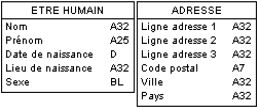 ETRE HUMAIN
Nom A32
Prénom A25
Date de naissance D
Lieu de naissance A32
Sexe BL
ADRESSE
Ligne adresse 1 A32
Ligne adresse 2 A32
Ligne adresse 3 A32
Code postal A7
Ville A32
Pays A32